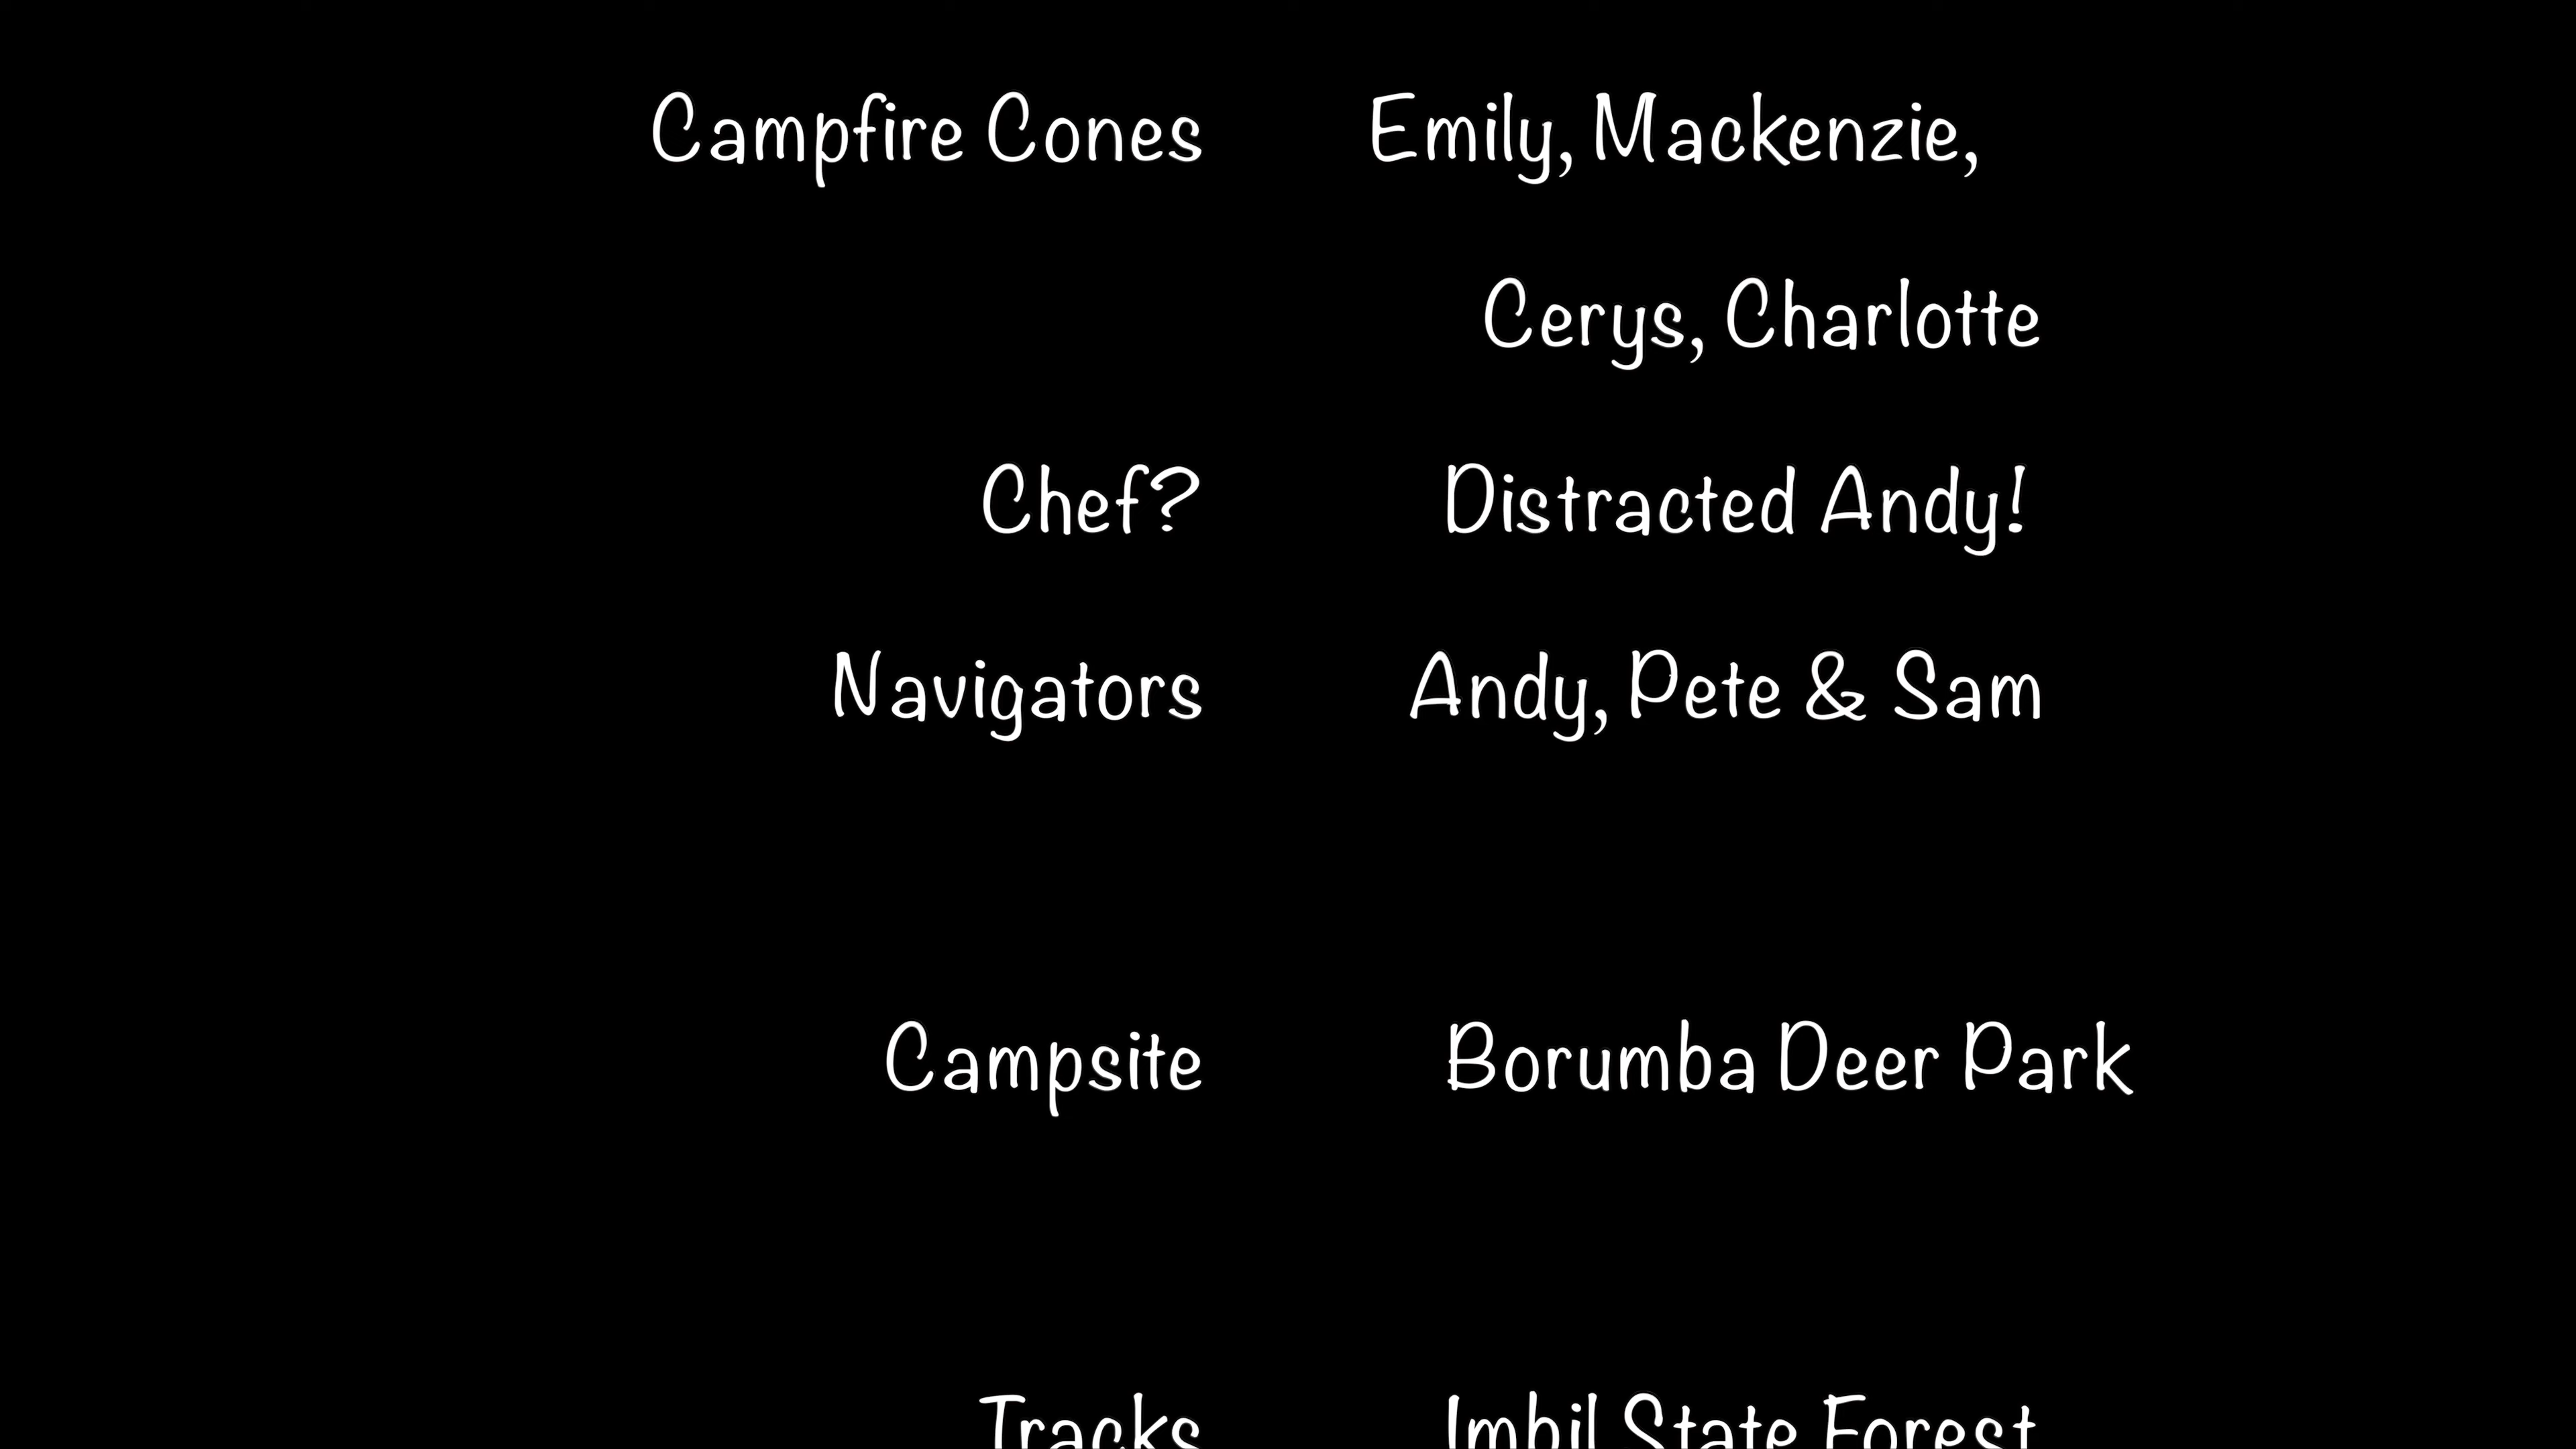 Campfire Cones Emily, Mackenzie,
Cerys, Charlotte
Chef? Distracted Andy!
Navigators Andy, Pete & Sam
Campsite Borumba Deer Park
Tracks Imbil State Forest